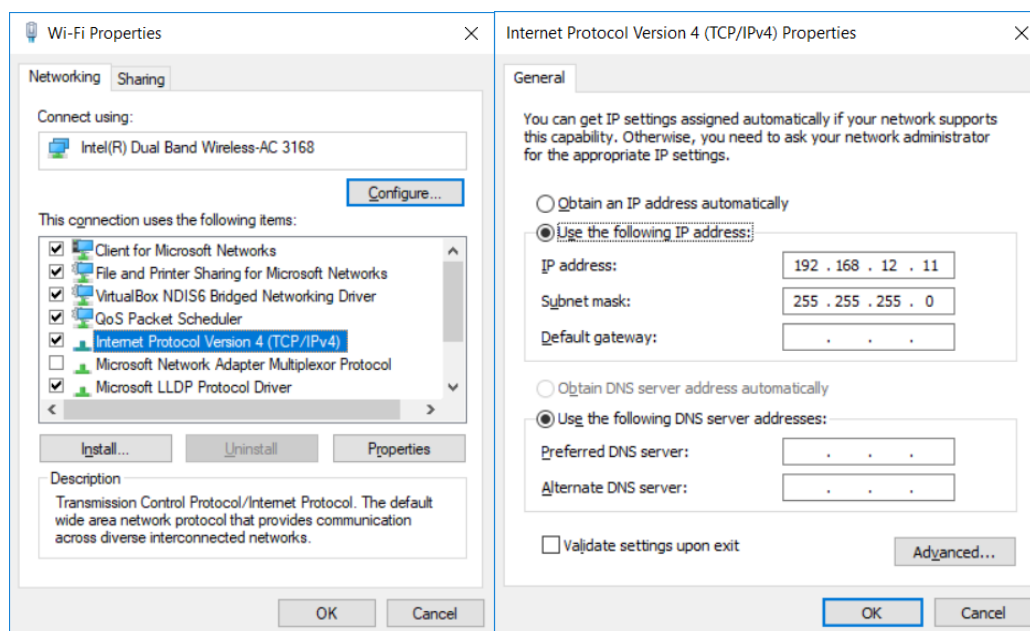 Wi-Fi Properties
Networking
Sharing
Connect using:
Intel(R) Dual Band Wireless-AC 3168
Configure...
This connection uses the following items:
Client for Microsoft Networks
File and Printer Sharing for Microsoft Networks
VirtualBox NDIS6 Bridged Networking Driver
QoS Packet Scheduler
Internet Protocol Version 4 (TCP/IPv4)
Microsoft Network Adapter Multiplexor Protocol
Microsoft LLDP Protocol Driver
Install...
Uninstall
Properties
Description
Transmission Control Protocol/Internet Protocol. The default
wide area network protocol that provides communication
across diverse interconnected networks.
OK
Cancel
Internet Protocol Version 4 (TCP/IPv4) Properties
General
You can get IP settings assigned automatically if your network supports
this capability. Otherwise, you need to ask your network administrator
for the appropriate IP settings.
Obtain an IP address automatically
Use the following IP address:
IP address:
192 . 168 . 12 . 11
Subnet mask:
255 . 255 . 255 . 0
Default gateway:
. . .
Obtain DNS server address automatically
Use the following DNS server addresses:
Preferred DNS server:
. . .
Alternate DNS server:
. . .
Validate settings upon exit
Advanced...
OK
Cancel